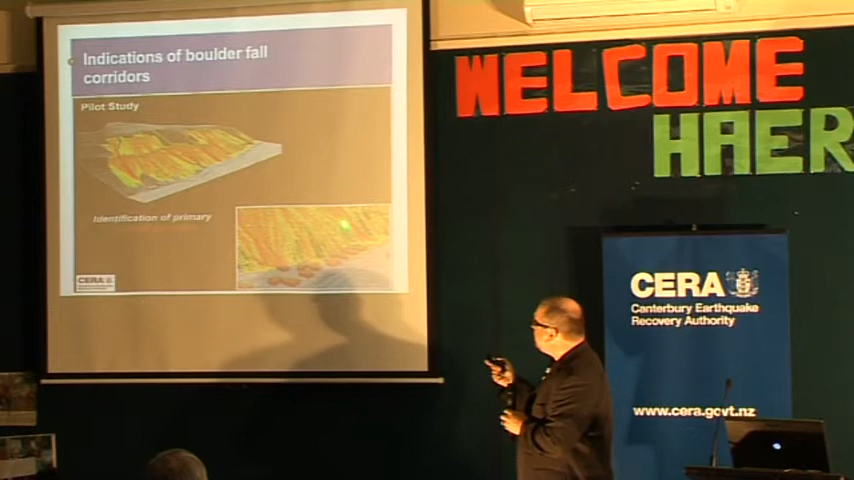 Indications of boulder fall
corridors
Pilot Study
Identification of primary
CERA
WELCOME
HAER
CERA
Canterbury Earthquake
Recovery Authority
www.cera.govt.nz